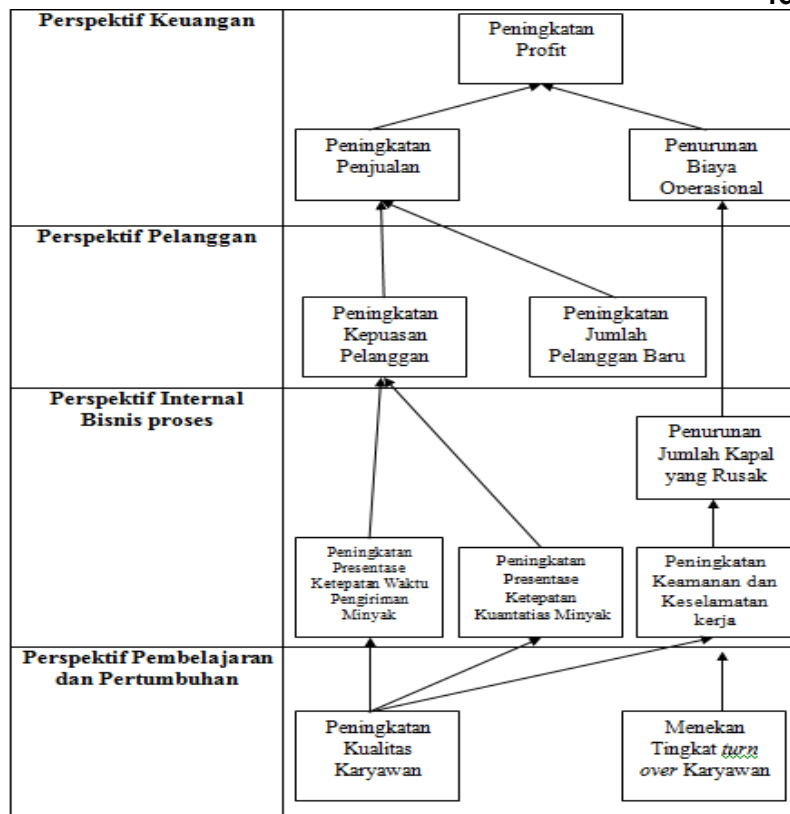 Perspektif Keuangan
Peningkatan
Profit
Peningkatan
Penjualan
Penurunan
Biaya
Operasional
Perspektif Pelanggan
Peningkatan
Kepuasan
Pelanggan
Peningkatan
Jumlah
Pelanggan Baru
Perspektif Internal
Bisnis proses
Penurunan
Jumlah Kapal
yang Rusak
Peningkatan
Presentase
Ketepatan Waktu
Pengiriman
Minyak
Peningkatan
Presentase
Ketepatan
Kuantatias Minyak
Peningkatan
Keamanan dan
Keselamatan
kerja
Perspektif Pembelajaran
dan Pertumbuhan
Peningkatan
Kualitas
Karyawan
Menekan
Tingkat turn
over Karyawan